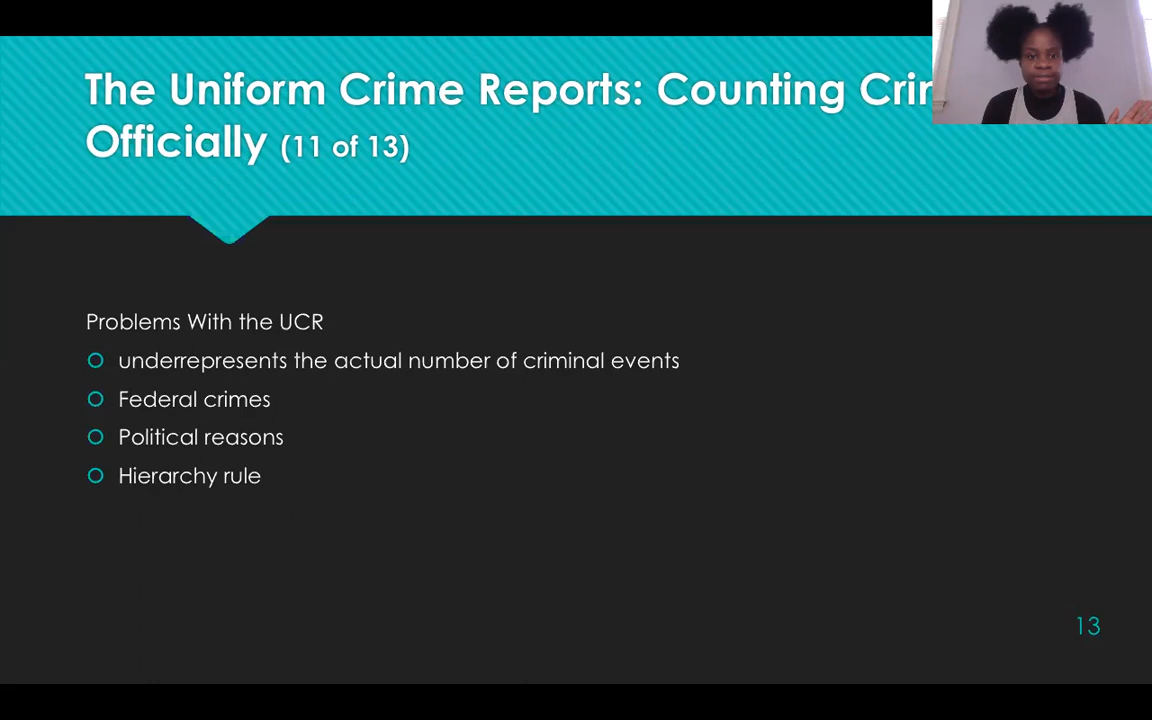 The Uniform Crime Reports: Counting
Officially (11 of 13)
Problems With the UCR
underrepresents the actual number of criminal events
Federal crimes
Political reasons
Hierarchy rule
13